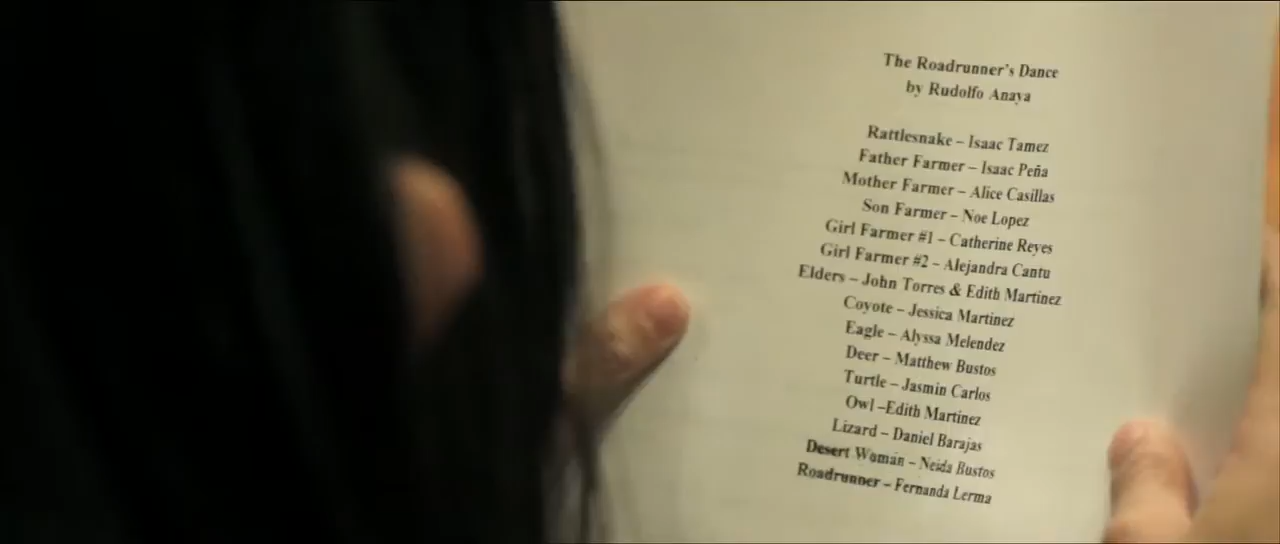 The Roadrunner's Dance
by Rudolfo Anaya
Rattlesnake – Isaac Tamez
Father Farmer – Isaac Peña
Mother Farmer – Alice Casillas
Son Farmer – Noe Lopez
Girl Farmer #1 – Catherine Reyes
Girl Farmer #2 – Alejandra Cantu
Elders – John Torres & Edith Martinez
Coyote – Jessica Martinez
Eagle – Alyssa Melendez
Deer – Matthew Bustos
Turtle – Jasmin Carlos
Owl –Edith Martinez
Lizard – Daniel Barajas
Desert Woman – Neida Bustos
Roadrunner – Fernanda Lerma